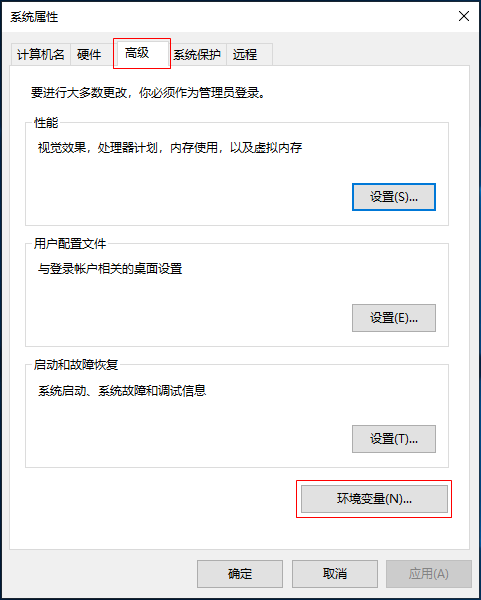 系统属性
计算机名 硬件 高级 系统保护 远程
要进行大多数更改，你必须作为管理员登录。
性能
视觉效果，处理器计划，内存使用，以及虚拟内存
设置(S)...
用户配置文件
与登录帐户相关的桌面设置
设置(E)...
启动和故障恢复
系统启动、系统故障和调试信息
设置(T)...
环境变量(N)...
确定 取消 应用(A)